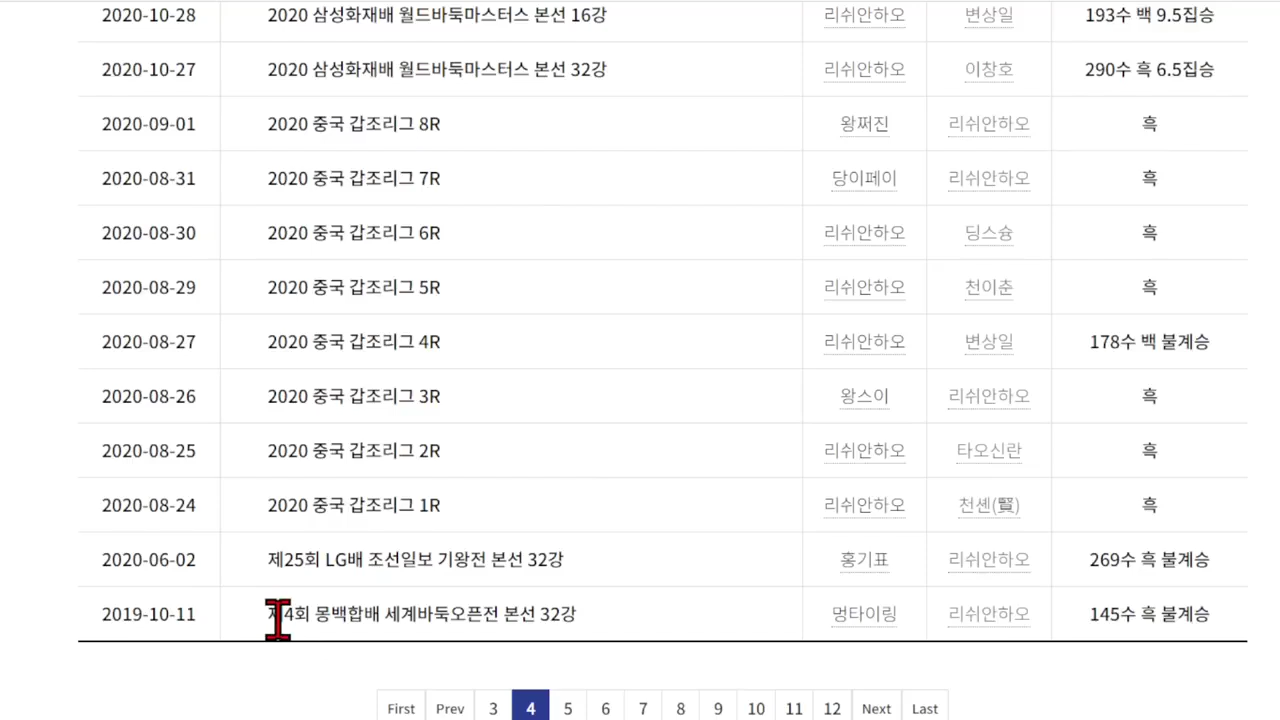 2020-10-28 2020 삼성화재배 월드바둑마스터스 본선 16강 리쉬안하오 변상일 193수 백 9.5집승
2020-10-27 2020 삼성화재배 월드바둑마스터스 본선 32강 리쉬안하오 이창호 290수 흑 6.5집승
2020-09-01 2020 중국 갑조리그 8R 왕쩌진 리쉬안하오 흑
2020-08-31 2020 중국 갑조리그 7R 당이페이 리쉬안하오 흑
2020-08-30 2020 중국 갑조리그 6R 리쉬안하오 딩스슝 흑
2020-08-29 2020 중국 갑조리그 5R 리쉬안하오 천이춘 흑
2020-08-27 2020 중국 갑조리그 4R 리쉬안하오 변상일 178수 백 불계승
2020-08-26 2020 중국 갑조리그 3R 왕스이 리쉬안하오 흑
2020-08-25 2020 중국 갑조리그 2R 리쉬안하오 타오신란 흑
2020-08-24 2020 중국 갑조리그 1R 리쉬안하오 천셴(賢) 흑
2020-06-02 제25회 LG배 조선일보 기왕전 본선 32강 홍기표 리쉬안하오 269수 흑 불계승
2019-10-11 제4회 몽백합배 세계바둑오픈전 본선 32강 멍타이링 리쉬안하오 145수 흑 불계승
First Prev 3 4 5 6 7 8 9 10 11 12 Next Last